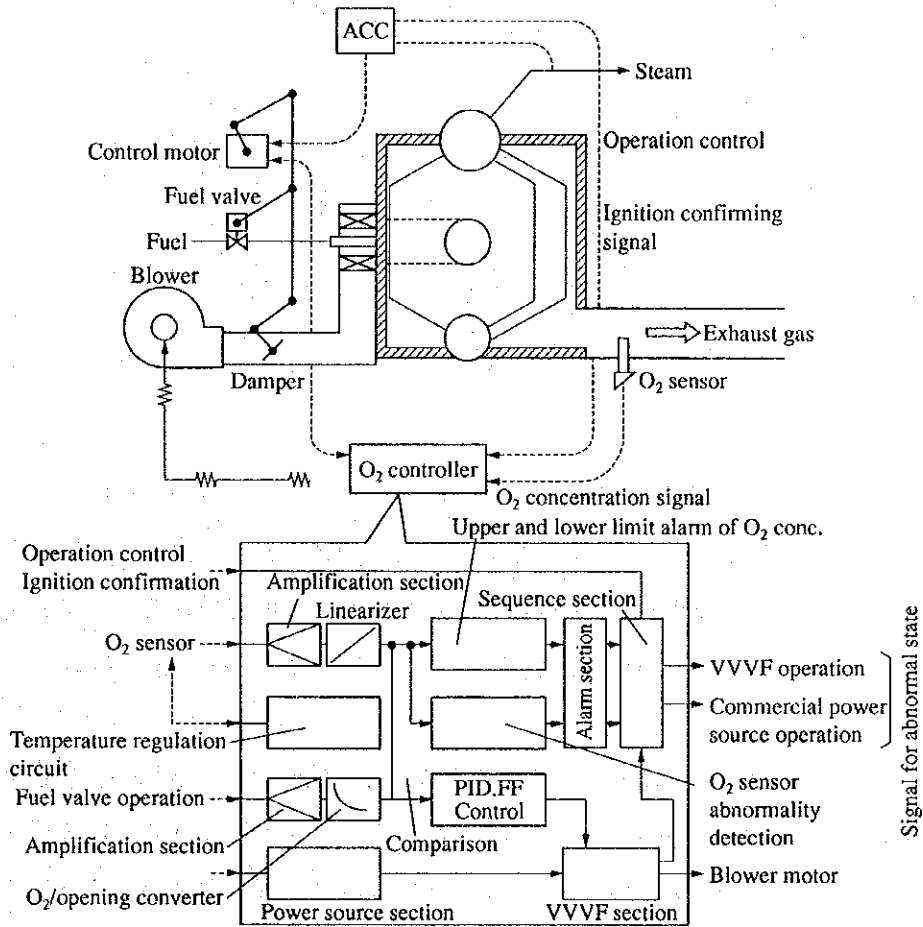 ACC
Steam
Control motor
Operation control
Fuel valve
Ignition confirming
signal
Fuel
Blower
Exhaust gas
Damper
O₂ sensor
O₂ controller
O₂ concentration signal
Upper and lower limit alarm of O₂ conc.
Operation control
Ignition confirmation
Amplification section
Sequence section
Linearizer
O₂ sensor
Alarm section
VVVF operation
Commercial power
source operation
Signal for abnormal state
Temperature regulation
circuit
Fuel valve operation
PID.FF
Control
O₂ sensor
abnormality
detection
Amplification section
Comparison
O₂/opening converter
Blower motor
Power source section
VVVF section